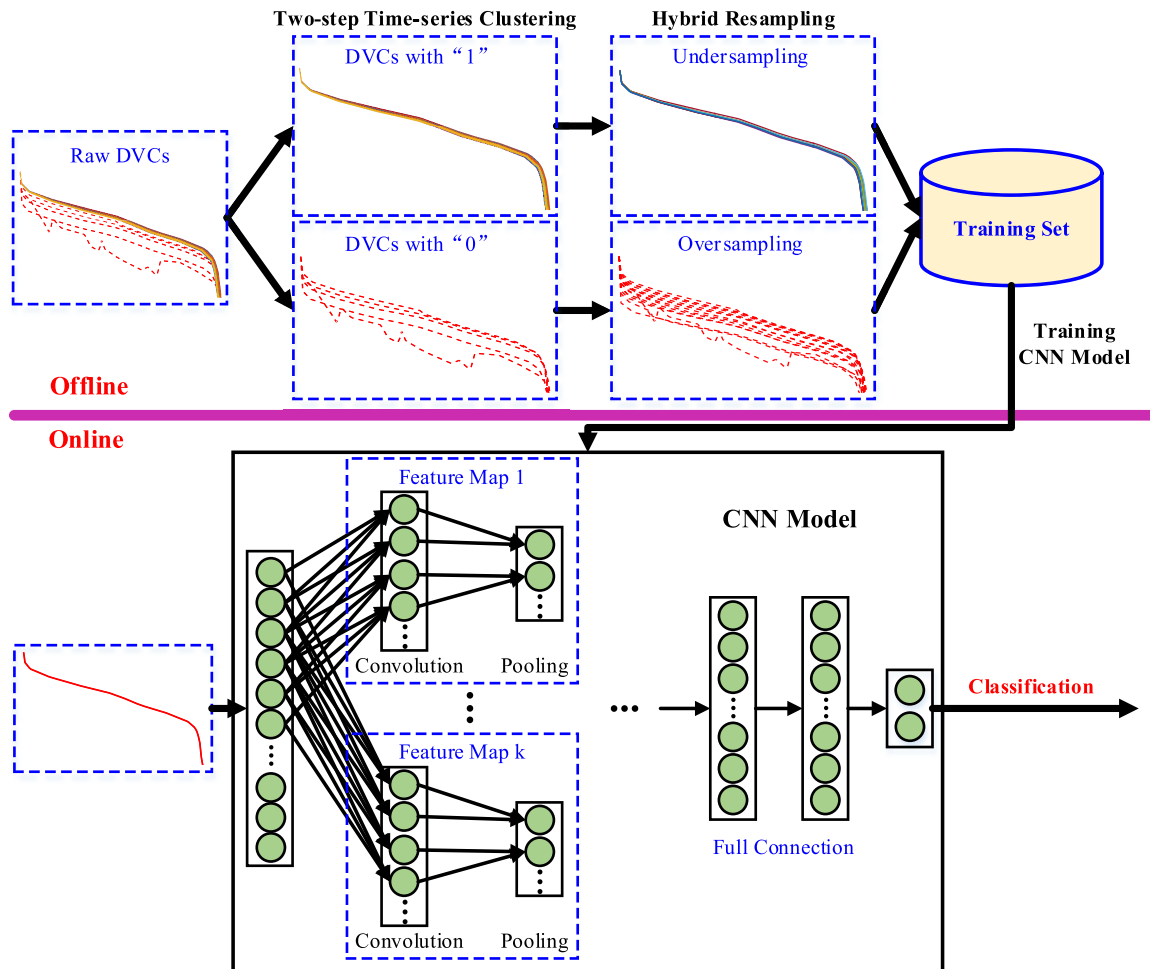 Two-step Time-series Clustering
Hybrid Resampling
DVCs with “1”
Undersampling
Raw DVCs
DVCs with “0”
Oversampling
Training Set
Training
CNN Model
Offline
Online
Feature Map 1
CNN Model
Convolution
Pooling
Classification
Feature Map k
Full Connection
Convolution
Pooling